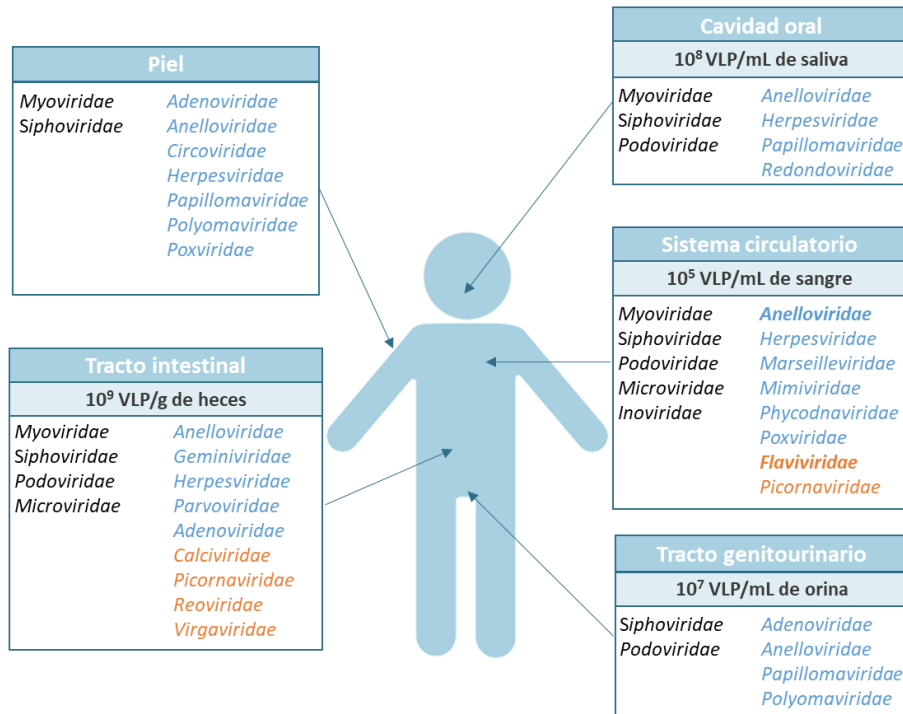 Piel
Myoviridae Adenoviridae
Siphoviridae Anelloviridae
Circoviridae
Herpesviridae
Papillomaviridae
Polyomaviridae
Poxviridae
Tracto intestinal
10⁹ VLP/g de heces
Myoviridae Anelloviridae
Siphoviridae Geminiviridae
Podoviridae Herpesviridae
Microviridae Parvoviridae
Adenoviridae
Calciviridae
Picornaviridae
Reoviridae
Virgaviridae
Cavidad oral
10⁸ VLP/mL de saliva
Myoviridae Anelloviridae
Siphoviridae Herpesviridae
Podoviridae Papillomaviridae
Redondoviridae
Sistema circulatorio
10⁵ VLP/mL de sangre
Myoviridae Anelloviridae
Siphoviridae Herpesviridae
Podoviridae Marseilleviridae
Microviridae Mimiviridae
Inoviridae Phycodnaviridae
Poxviridae
Flaviviridae
Picornaviridae
Tracto genitourinario
10⁷ VLP/mL de orina
Siphoviridae Adenoviridae
Podoviridae Anelloviridae
Papillomaviridae
Polyomaviridae